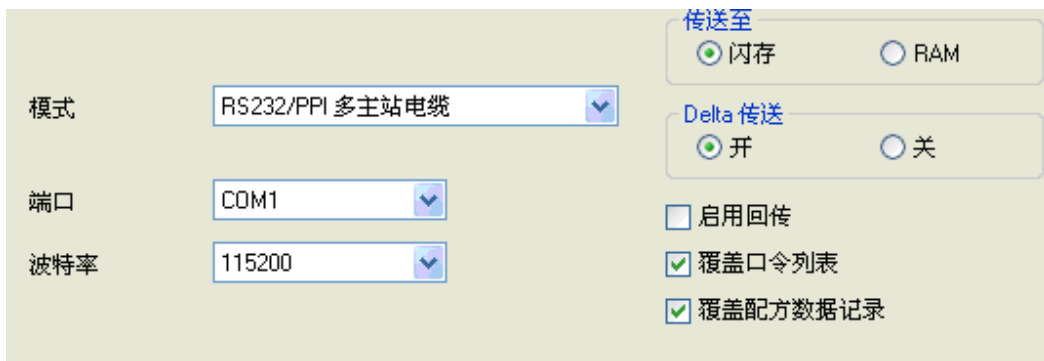 模式
RS232/PPI 多主站电缆
端口
COM1
波特率
115200
传送至
闪存
RAM
Delta 传送
开
关
启用回传
覆盖口令列表
覆盖配方数据记录